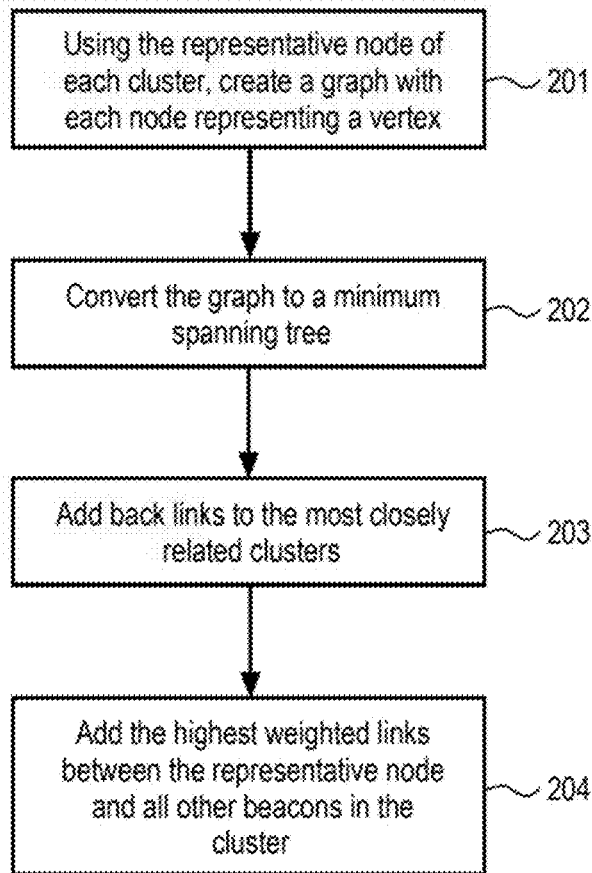 Using the representative node of
each cluster, create a graph with
each node representing a vertex
201
Convert the graph to a minimum
spanning tree
202
Add back links to the most closely
related clusters
203
Add the highest weighted links
between the representative node
and all other beacons in the
cluster
204